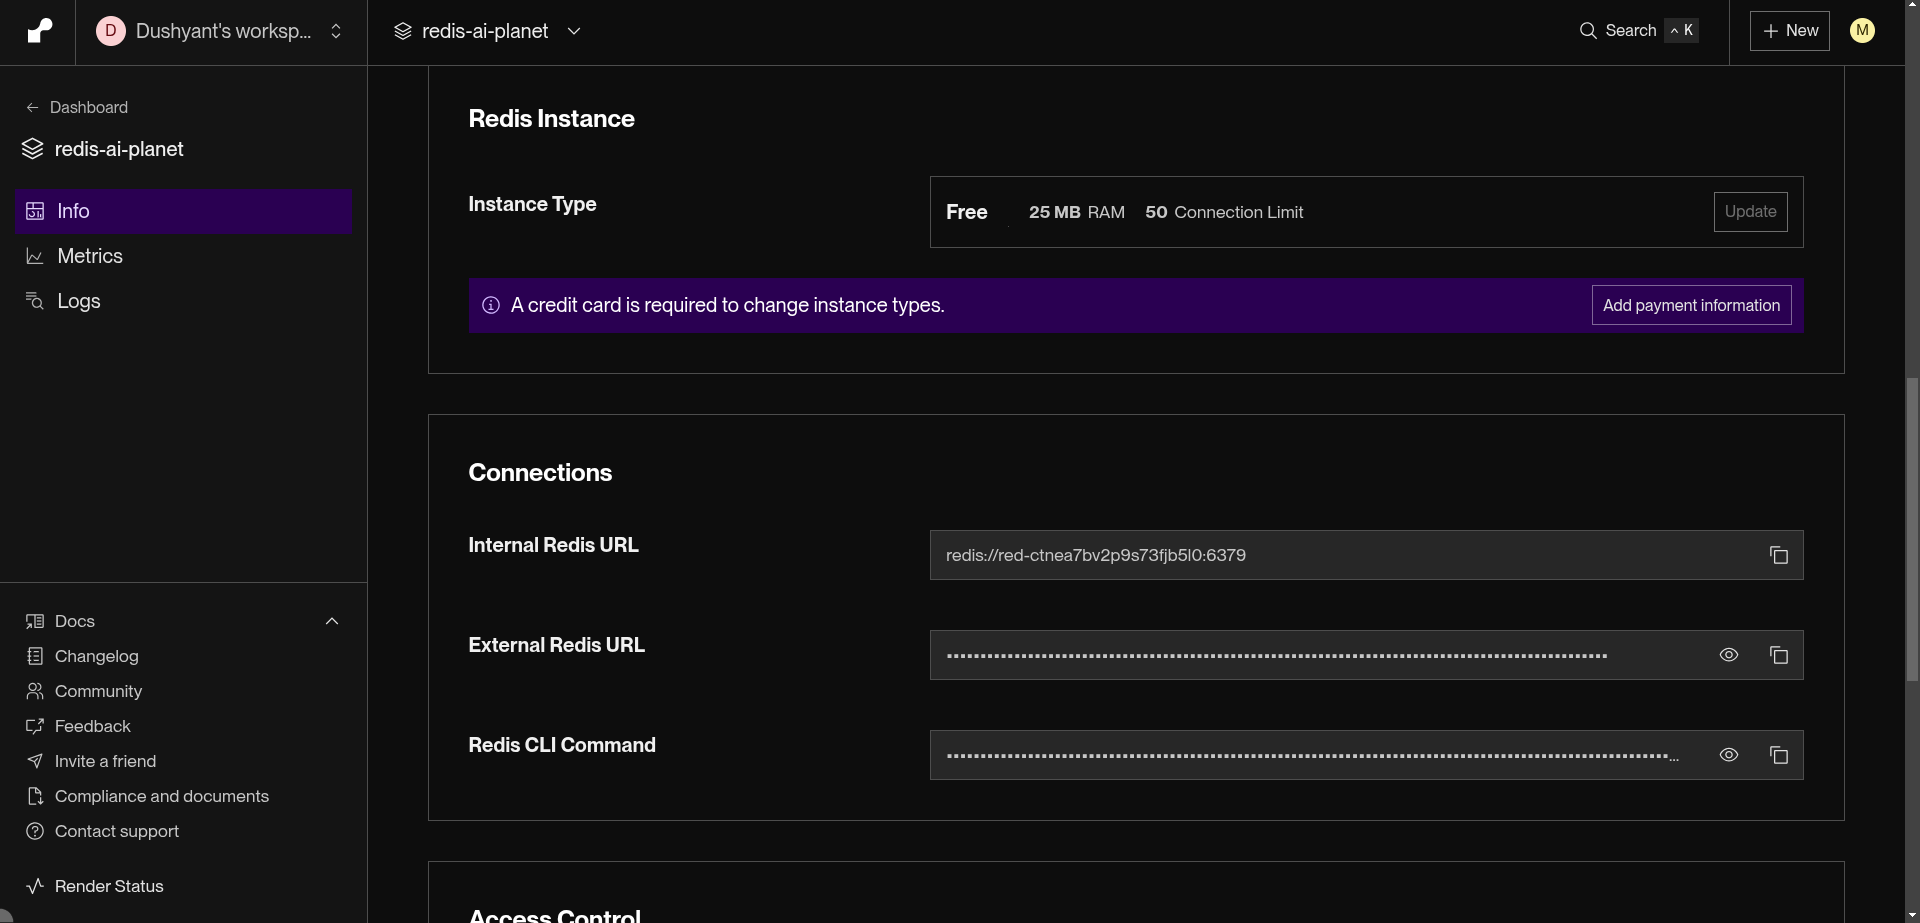 D Dushyant's worksp...
redis-ai-planet
Search ^ K
+ New
M
← Dashboard
redis-ai-planet
Info
Metrics
Logs
Docs
Changelog
Community
Feedback
Invite a friend
Compliance and documents
Contact support
Render Status
Redis Instance
Instance Type
Free 25 MB RAM 50 Connection Limit
Update
A credit card is required to change instance types.
Add payment information
Connections
Internal Redis URL
redis://red-ctnea7bv2p9s73fjb5l0:6379
External Redis URL
Redis CLI Command
Access Control